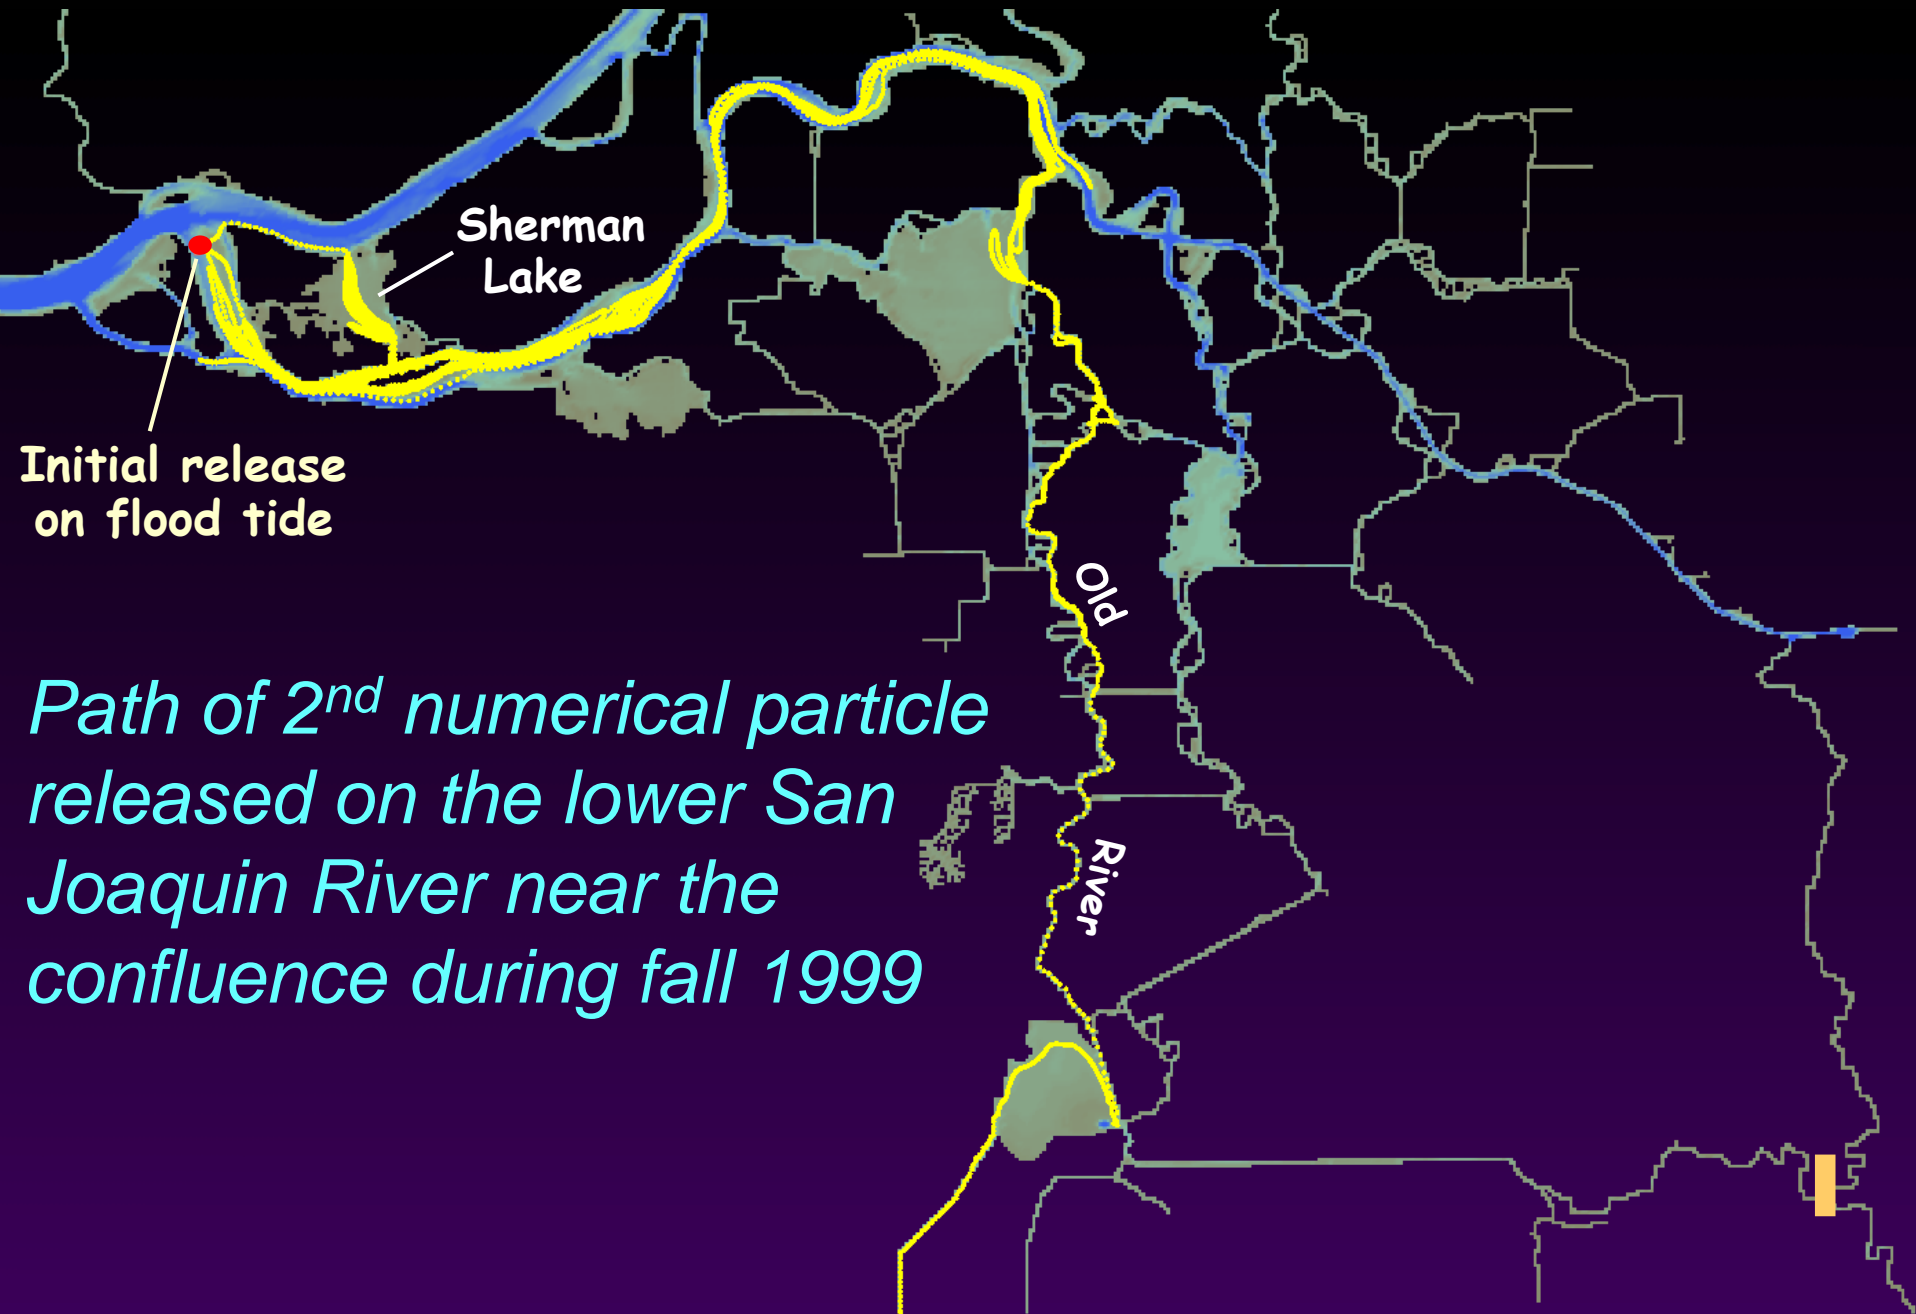 Sherman
Lake
Initial release
on flood tide
Old
Path of 2nd numerical particle
released on the lower San
River
Joaquin River near the
confluence during fall 1999